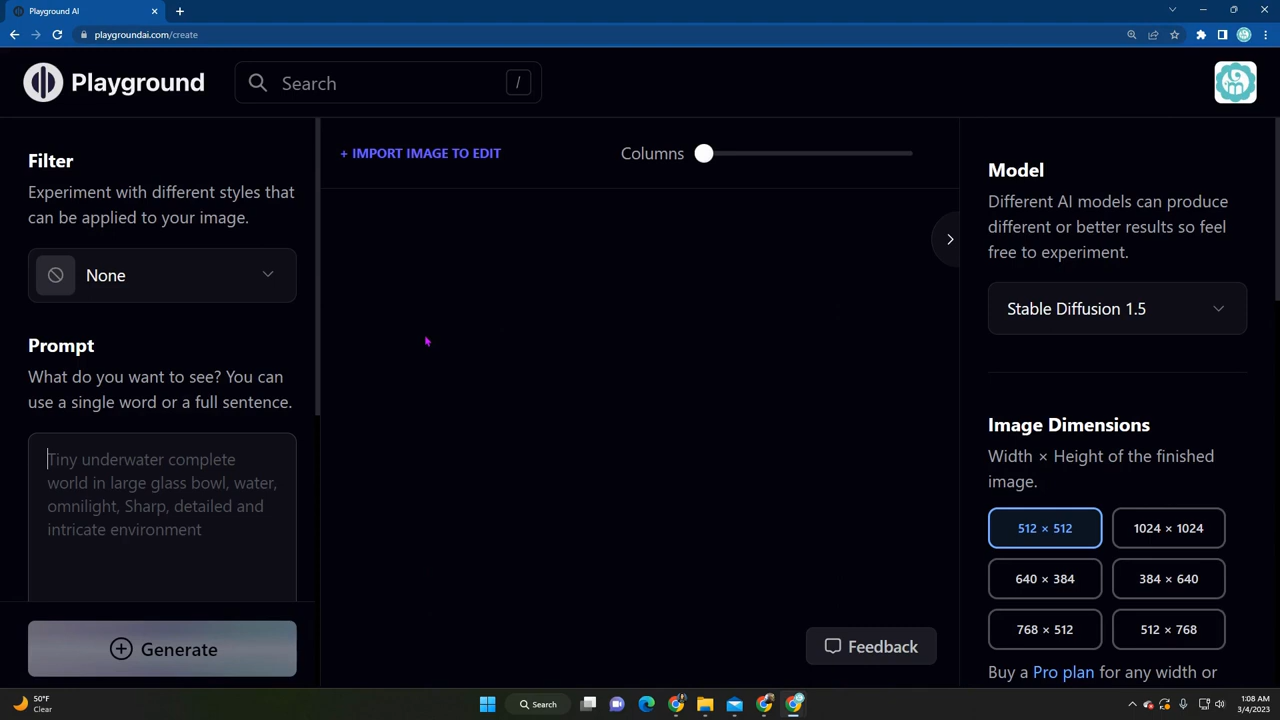 Playground AI
playgroundai.com/create
Playground
Search
/
Filter
Experiment with different styles that
can be applied to your image.
None
Prompt
What do you want to see? You can
use a single word or a full sentence.
Tiny underwater complete
world in large glass bowl, water,
omnilight, Sharp, detailed and
intricate environment
Generate
+ IMPORT IMAGE TO EDIT
Columns
Feedback
Model
Different AI models can produce
different or better results so feel
free to experiment.
Stable Diffusion 1.5
Image Dimensions
Width × Height of the finished
image.
512 × 512
1024 × 1024
640 × 384
384 × 640
768 × 512
512 × 768
Buy a Pro plan for any width or
50°F
Clear
Search
1:08 AM
3/4/2023